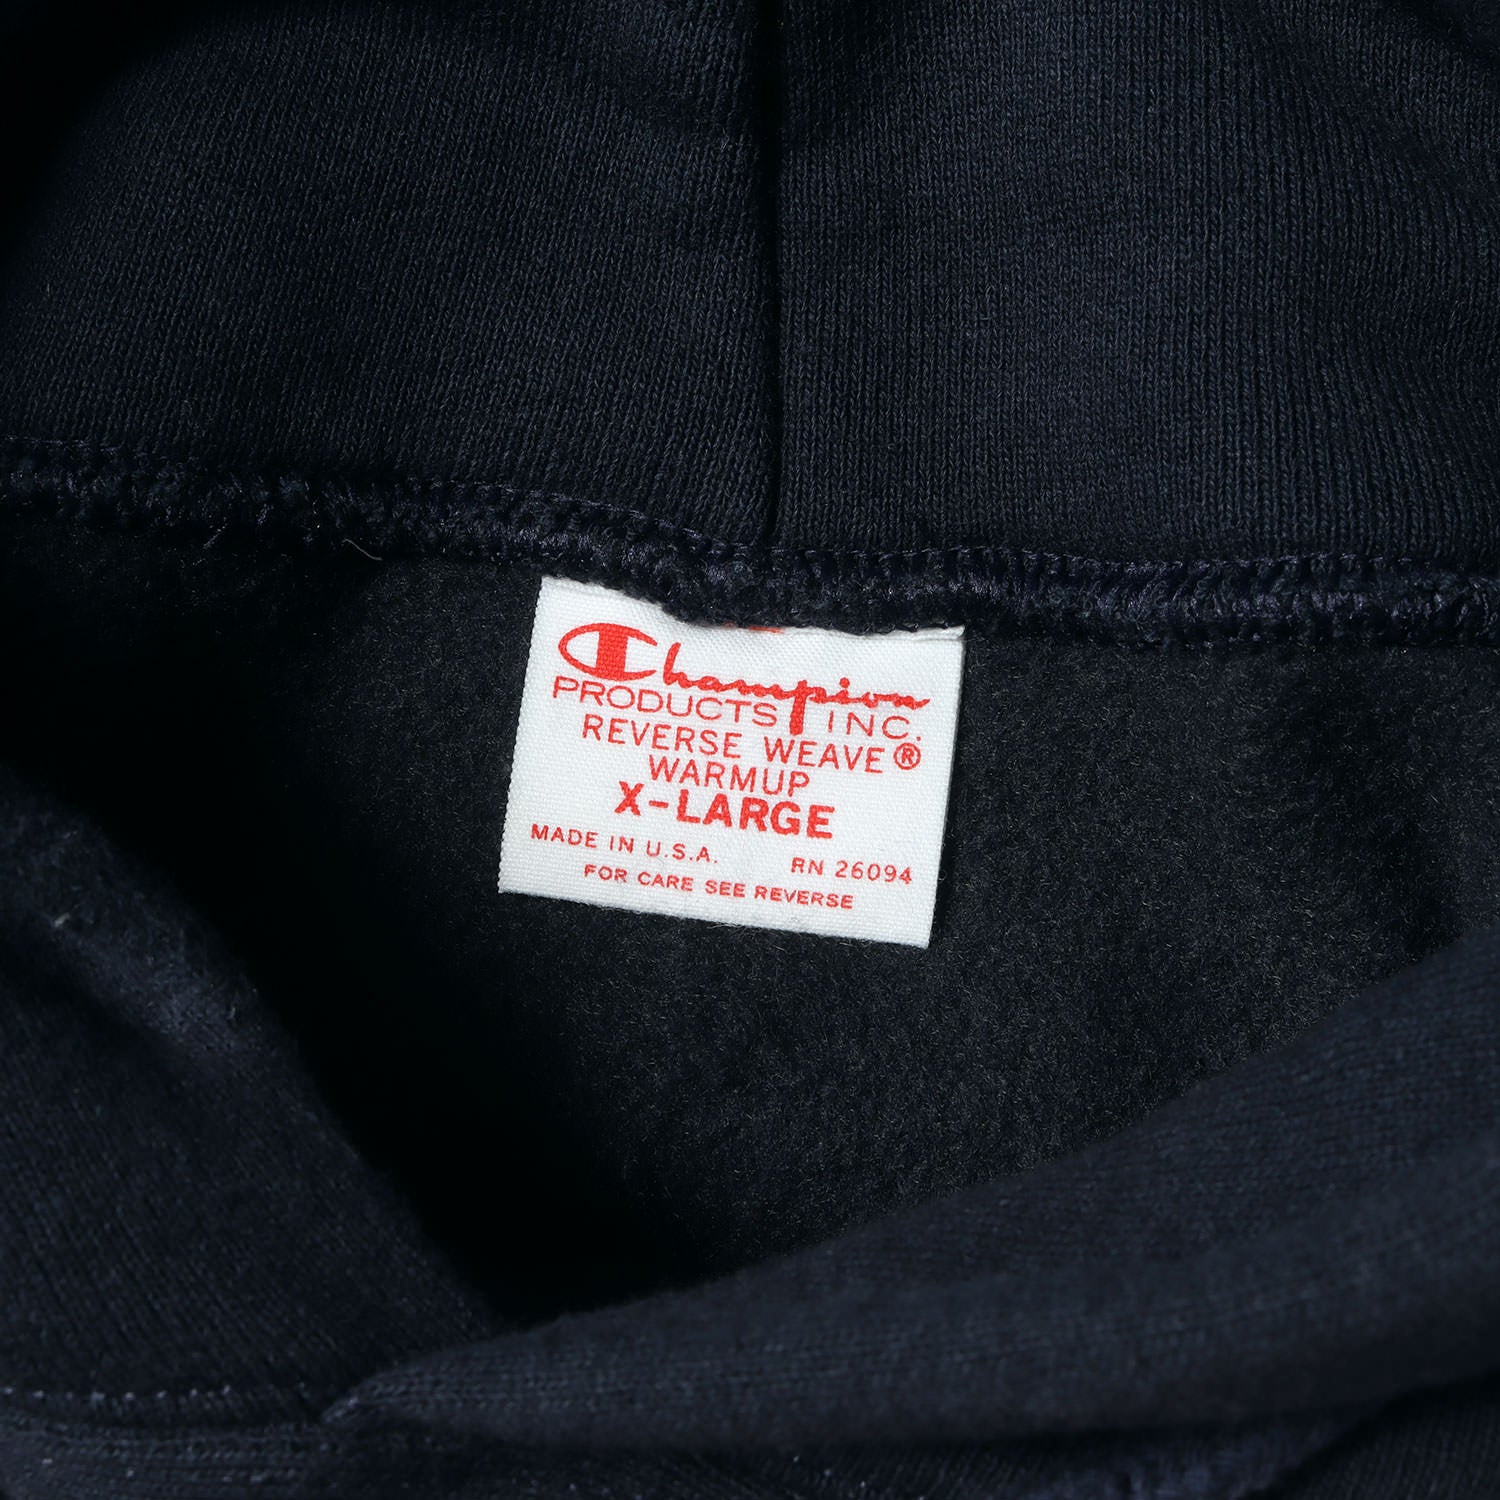 Champion
PRODUCTS INC.
REVERSE WEAVE®
WARMUP
X-LARGE
MADE IN U.S.A. RN 26094
FOR CARE SEE REVERSE